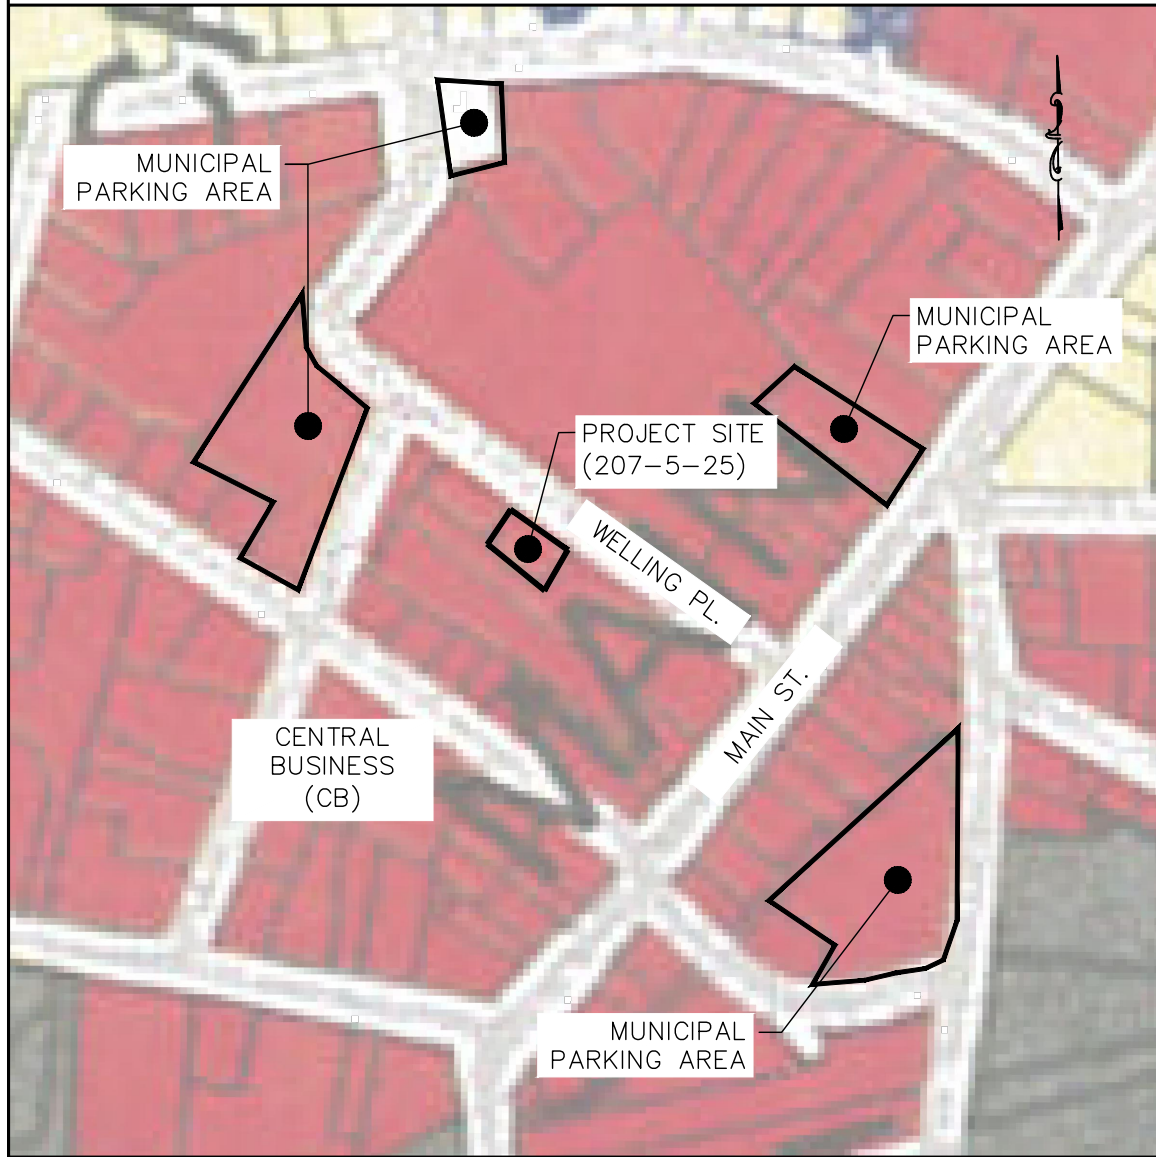 MUNICIPAL
PARKING AREA
MUNICIPAL
PARKING AREA
PROJECT SITE
(207-5-25)
WELLING PL.
MAIN ST.
CENTRAL
BUSINESS
(CB)
MUNICIPAL
PARKING AREA